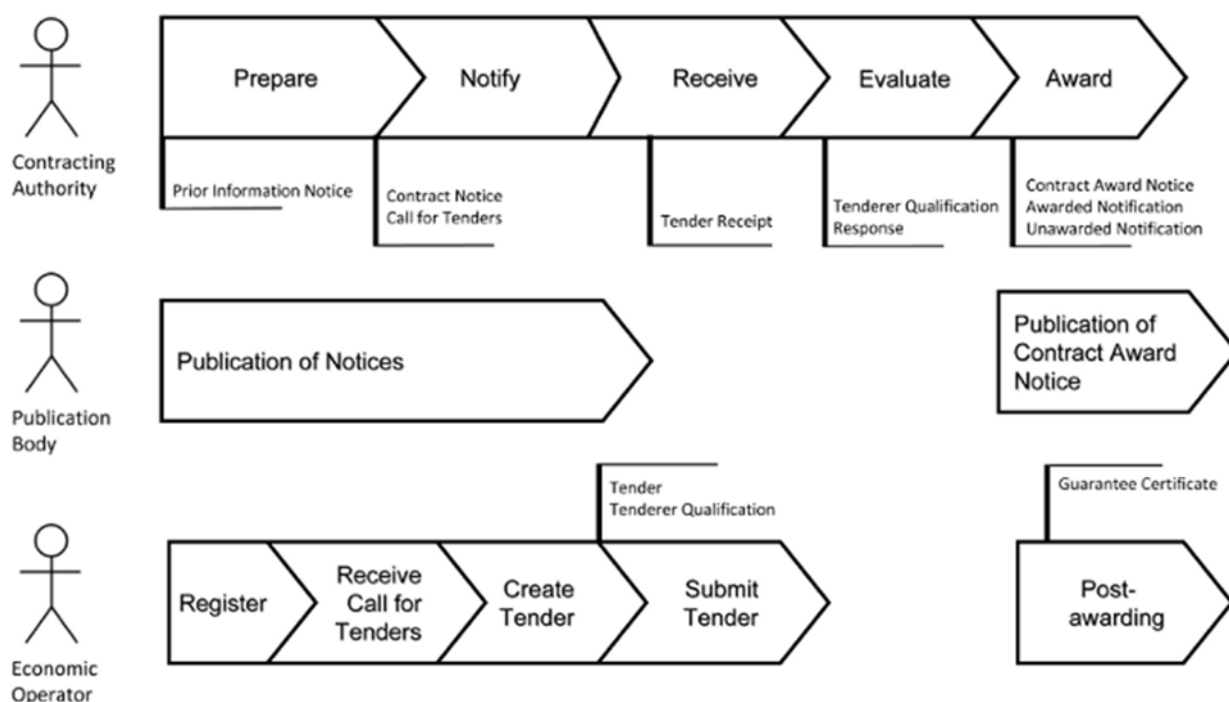 Prepare
Notify
Receive
Evaluate
Award
Contracting
Authority
Prior Information Notice
Contract Notice
Call for Tenders
Tender Receipt
Tenderer Qualification
Response
Contract Award Notice
Awarded Notification
Unawarded Notification
Publication
Body
Publication of Notices
Publication of
Contract Award
Notice
Tender
Tenderer Qualification
Guarantee Certificate
Economic
Operator
Register
Receive
Call for
Tenders
Create
Tender
Submit
Tender
Post-
awarding